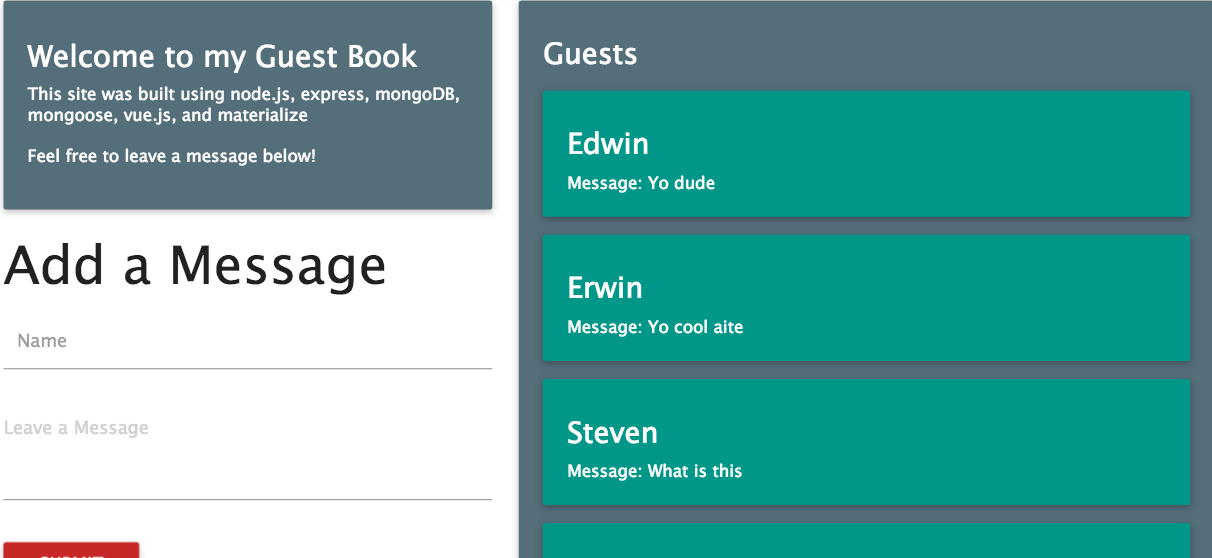 Welcome to my Guest Book
This site was built using node.js, express, mongoDB,
mongoose, vue.js, and materialize
Feel free to leave a message below!
Add a Message
Name
Leave a Message
Guests
Edwin
Message: Yo dude
Erwin
Message: Yo cool aite
Steven
Message: What is this